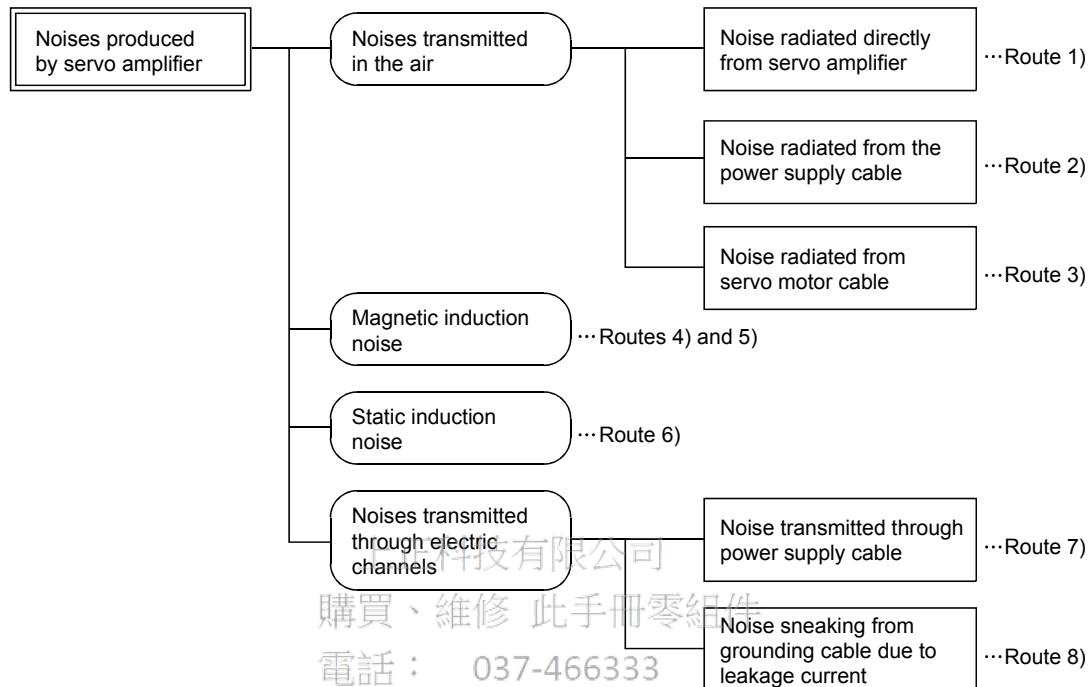 Noises produced
by servo amplifier
Noises transmitted
in the air
Noise radiated directly
from servo amplifier
…Route 1)
Noise radiated from the
power supply cable
…Route 2)
Noise radiated from
servo motor cable
…Route 3)
Magnetic induction
noise
…Routes 4) and 5)
Static induction
noise
…Route 6)
Noises transmitted
through electric
channels
Noise transmitted through
power supply cable
…Route 7)
Noise sneaking from
grounding cable due to
leakage current
…Route 8)
科技有限公司
購買、維修 此手冊零組件
電話： 037-466333